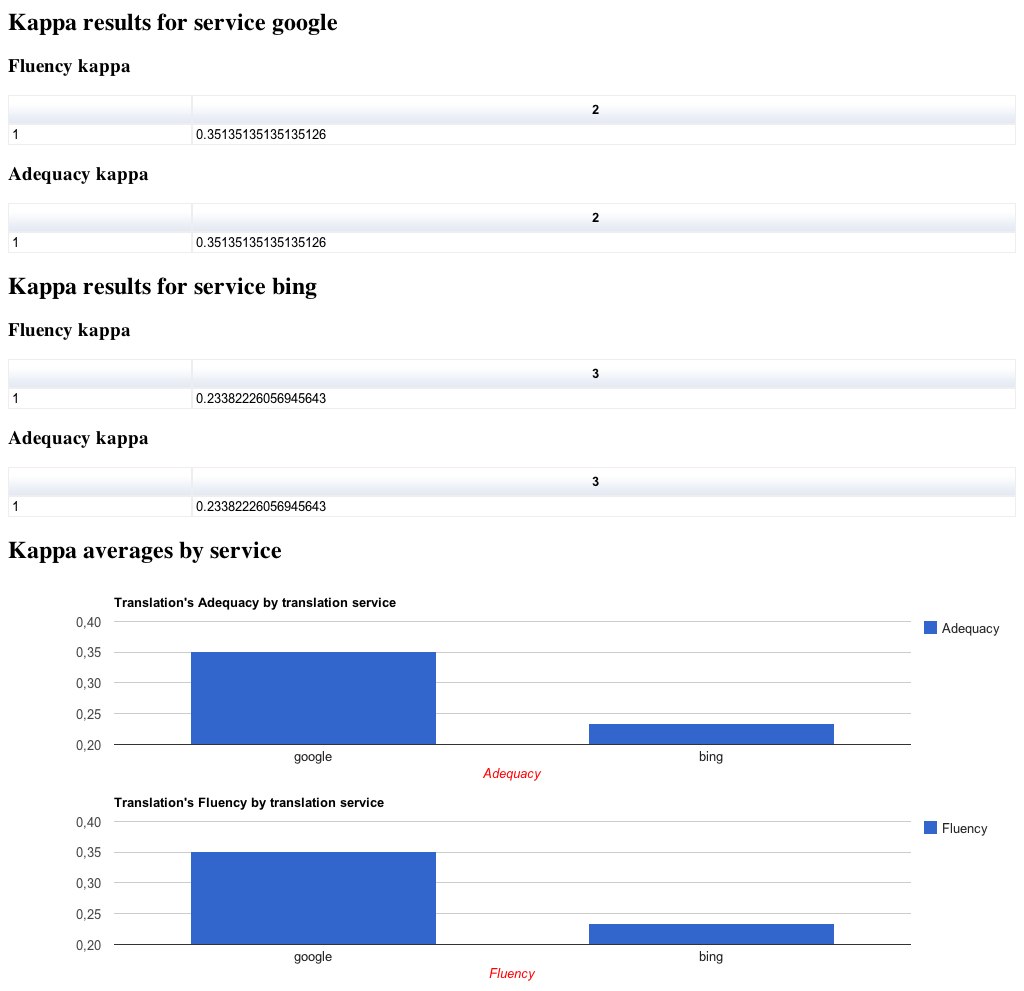 Kappa results for service google
Fluency kappa
2
1 0.35135135135135126
Adequacy kappa
2
1 0.35135135135135126
Kappa results for service bing
Fluency kappa
3
1 0.23382226056945643
Adequacy kappa
3
1 0.23382226056945643
Kappa averages by service
Translation's Adequacy by translation service
0,40
0,35
0,30
0,25
0,20
google bing
Adequacy
Adequacy
Translation's Fluency by translation service
0,40
0,35
0,30
0,25
0,20
google bing
Fluency
Fluency